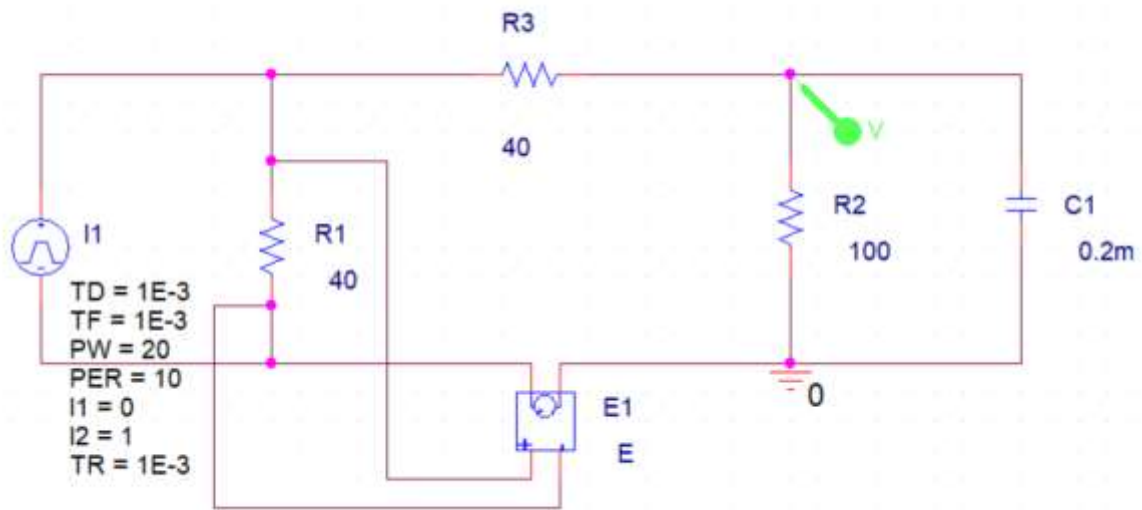 R3
40
V
I1
R1
40
R2
100
C1
0.2m
TD = 1E-3
TF = 1E-3
PW = 20
PER = 10
I1 = 0
I2 = 1
TR = 1E-3
E1
E
0